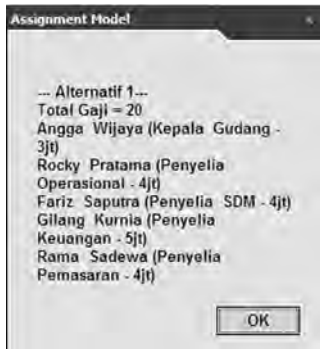 Assignment Model
--- Alternatif 1---
Total Gaji = 20
Angga Wijaya (Kepala Gudang -
3jt)
Rocky Pratama (Penyelia
Operasional - 4jt)
Fariz Saputra (Penyelia SDM - 4jt)
Gilang Kurnia (Penyelia
Keuangan - 5jt)
Rama Sadewa (Penyelia
Pemasaran - 4jt)
OK